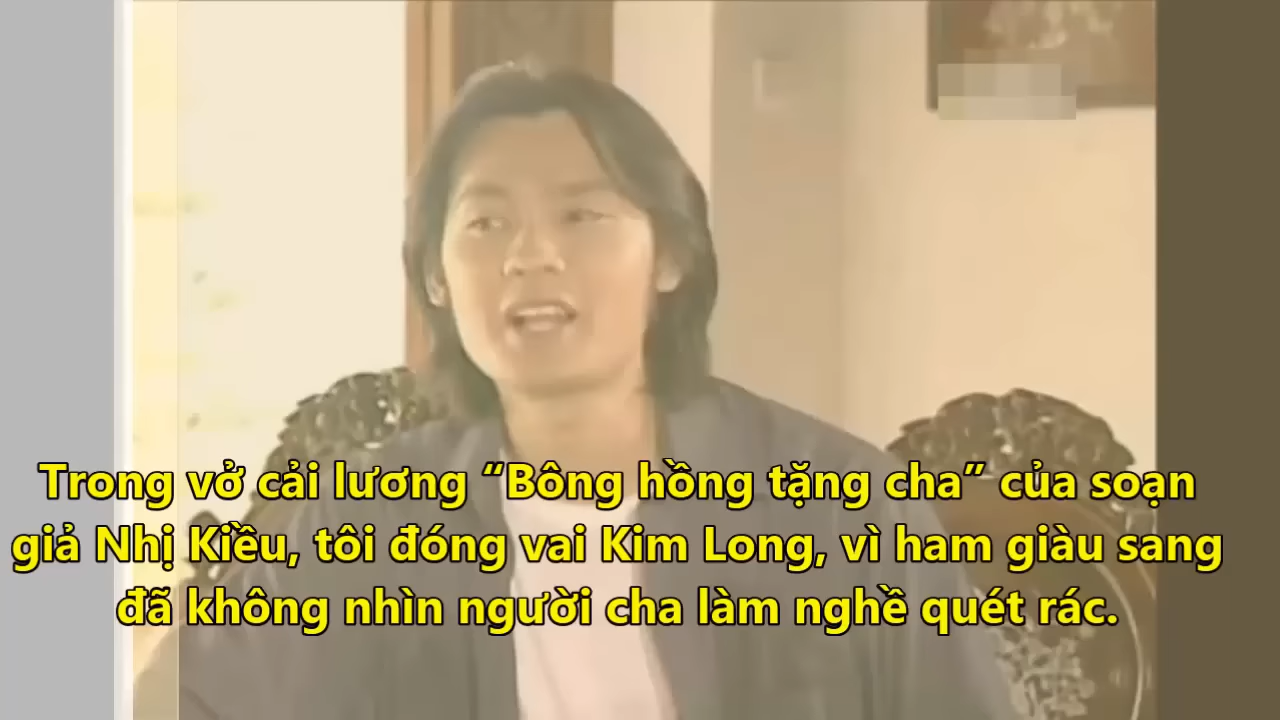 Trong vở cải lương “Bông hồng tặng cha” của soạn
giả Nhị Kiều, tôi đóng vai Kim Long, vì ham giàu sang
đã không nhìn người cha làm nghề quét rác.